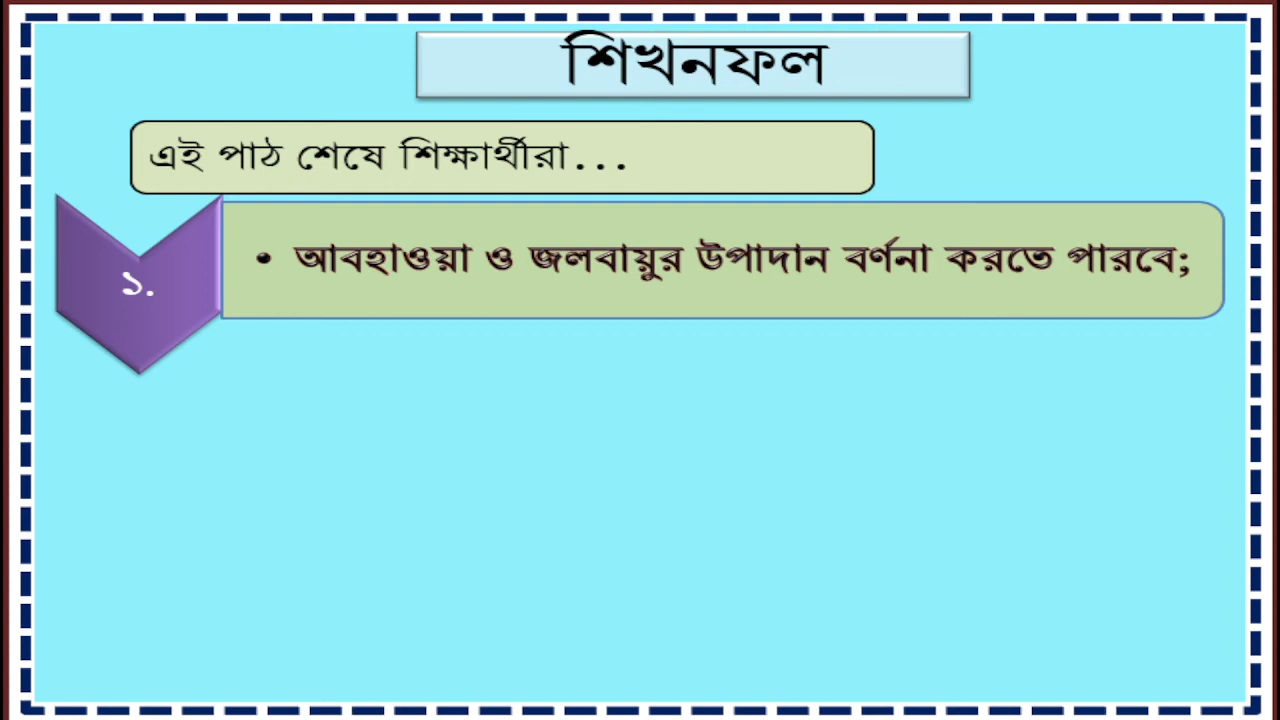 শিখনফল
এই পাঠ শেষে শিক্ষার্থীরা...
১.
• আবহাওয়া ও জলবায়ুর উপাদান বর্ণনা করতে পারবে;